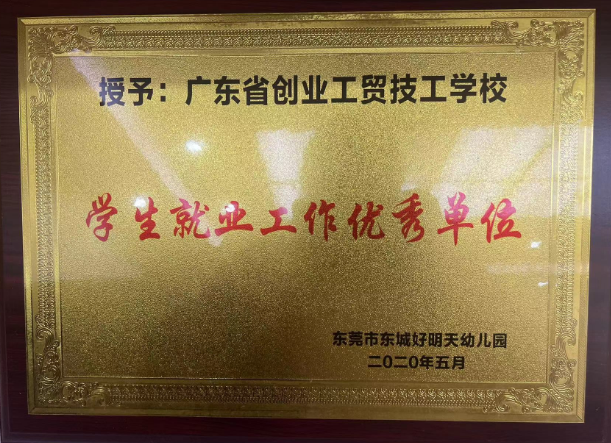 授予：广东省创业工贸技工学校
学生就业工作优秀单位
东莞市东城好明天幼儿园
二0二0年五月